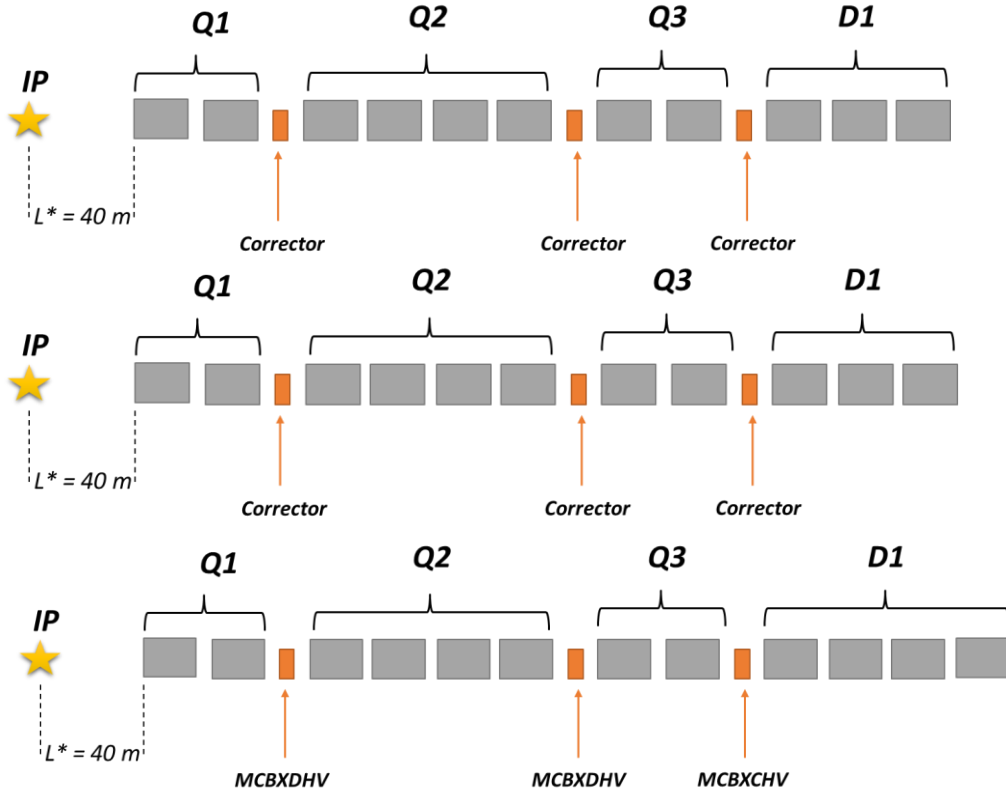 Q1 Q2 Q3 D1
IP
L* = 40 m
Corrector Corrector Corrector
Q1 Q2 Q3 D1
IP
L* = 40 m
Corrector Corrector Corrector
Q1 Q2 Q3 D1
IP
L* = 40 m
MCBXDHV MCBXDHV MCBXCHV